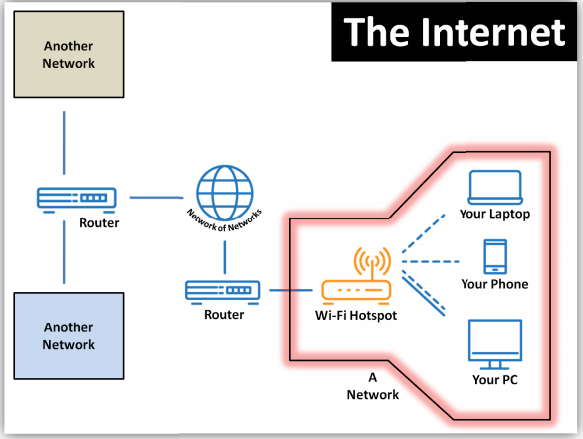 The Internet
Another
Network
Router
Network of Networks
Another
Network
Router
Wi-Fi Hotspot
Your Laptop
Your Phone
Your PC
A
Network